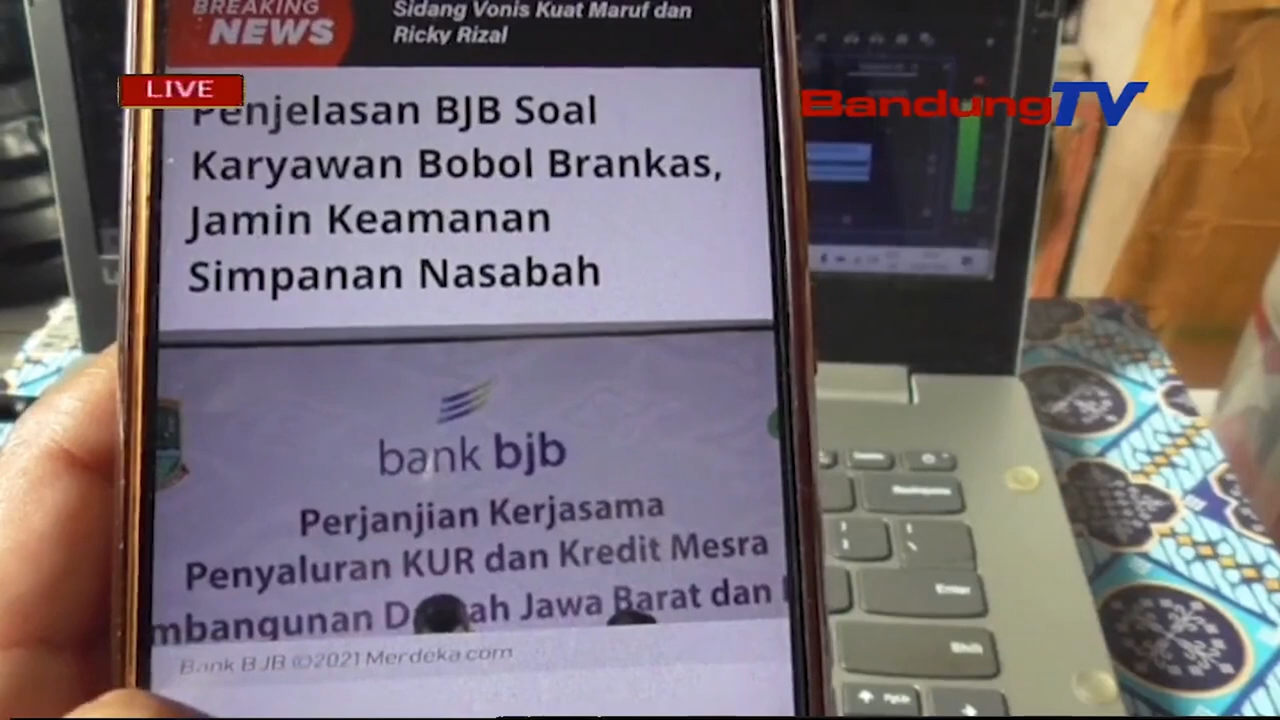 BREAKING
NEWS
Sidang Vonis Kuat Maruf dan
Ricky Rizal
LIVE
BandungTV
Penjelasan BJB Soal
Karyawan Bobol Brankas,
Jamin Keamanan
Simpanan Nasabah
bank bjb
Perjanjian Kerjasama
Penyaluran KUR dan Kredit Mesra
mbangunan D ah Jawa Barat dan
Bank BJB ©2021 Merdeka.com
Enter
Shift
PgUp